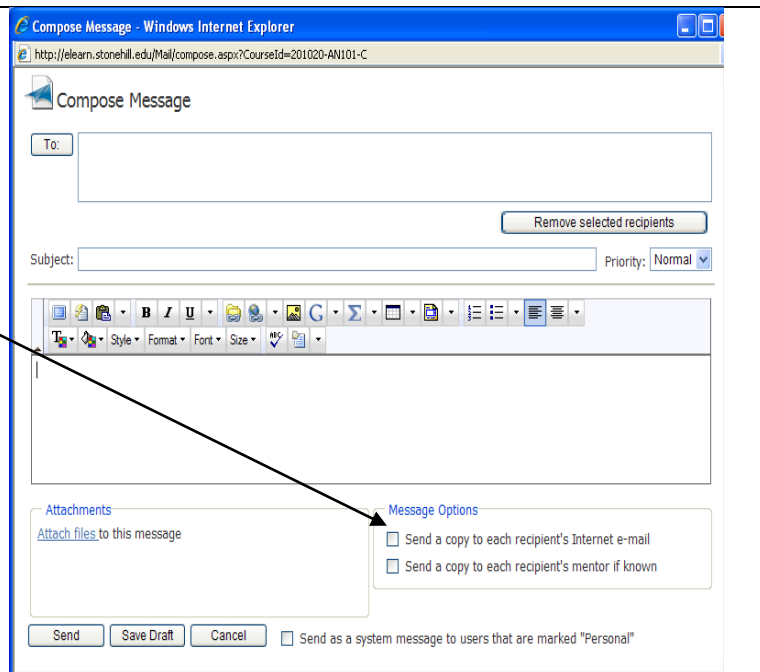 Compose Message - Windows Internet Explorer
http://elearn.stonehill.edu/Mail/compose.aspx?CourseId=201020-AN101-C
Compose Message
To:
Remove selected recipients
Subject: Priority: Normal
B I U G Σ
T Style Format Font Size ABC
Attachments
Attach files to this message
Message Options
Send a copy to each recipient's Internet e-mail
Send a copy to each recipient's mentor if known
Send Save Draft Cancel Send as a system message to users that are marked "Personal"